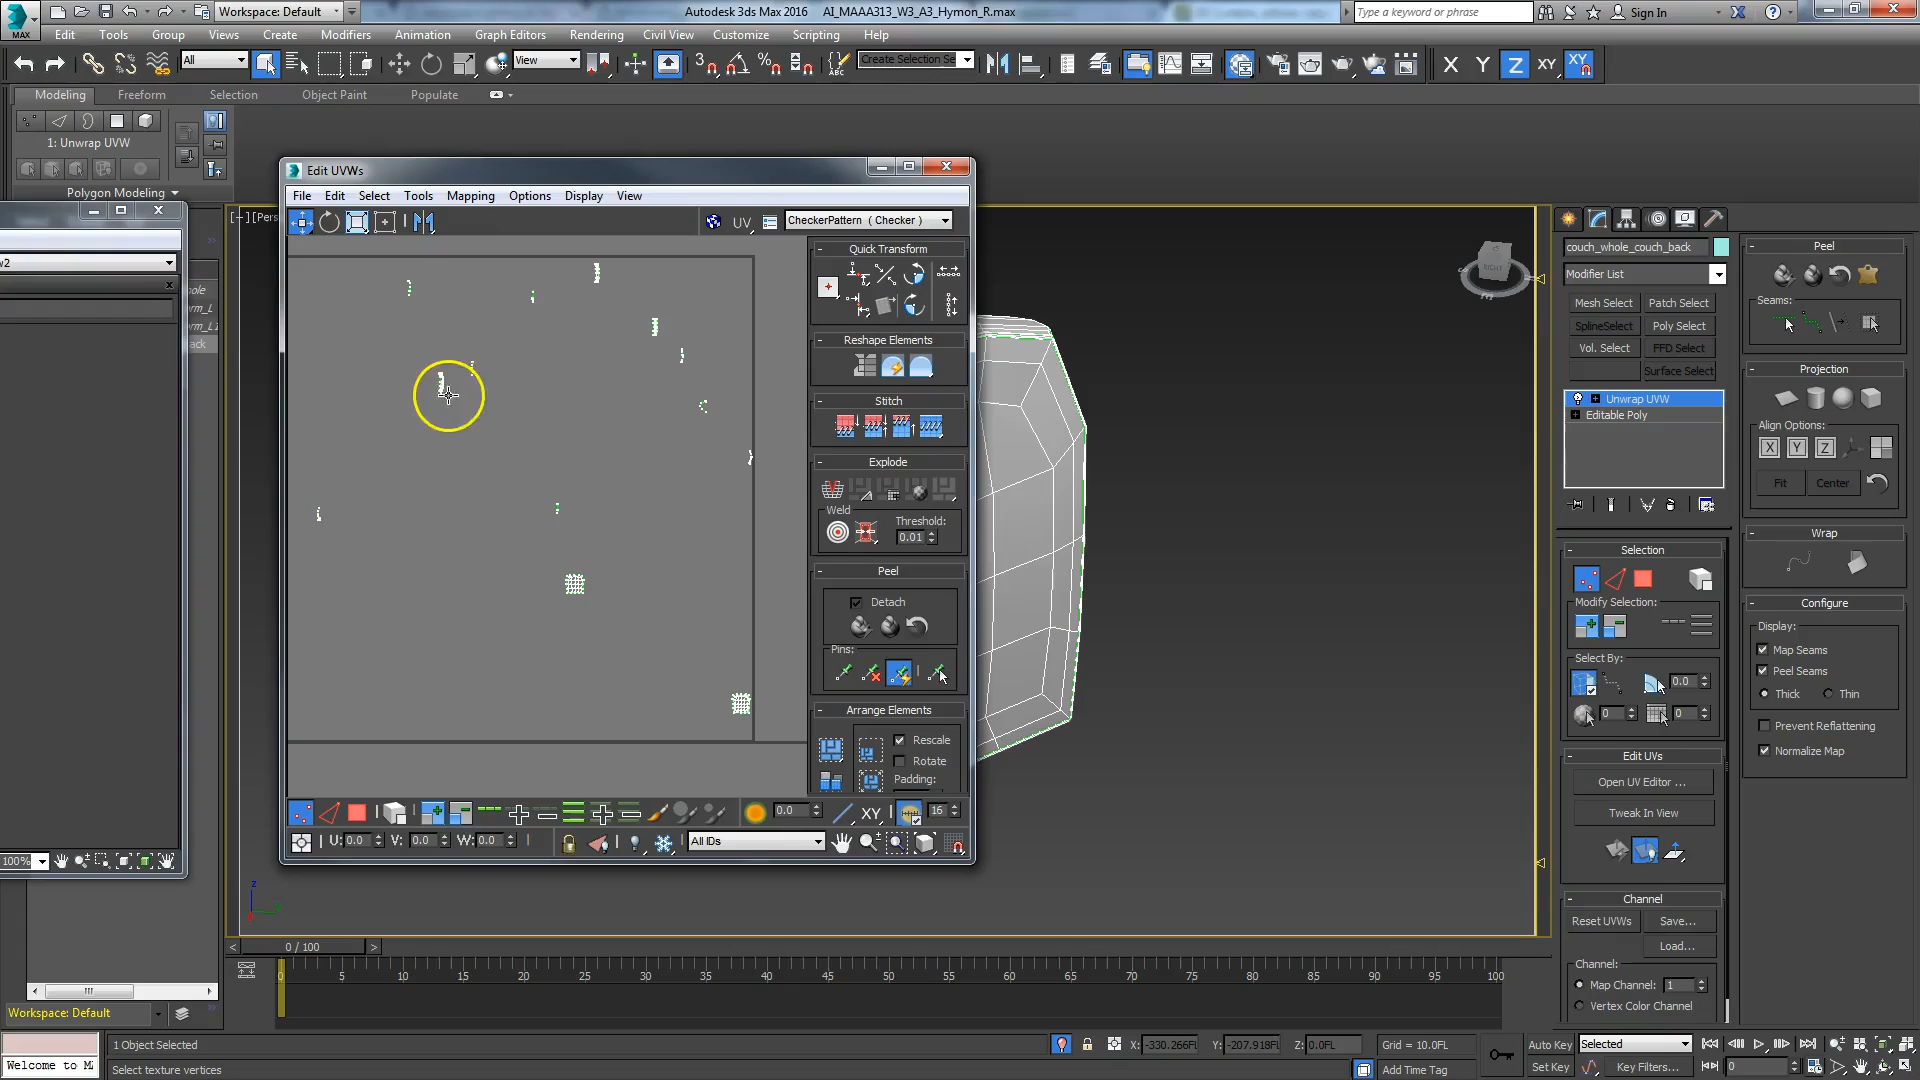 MAX
Workspace: Default
Autodesk 3ds Max 2016 AI_MAAA313_W3_A3_Hymon_R.max
Type a keyword or phrase
Sign In
Edit Tools Group Views Create Modifiers Animation Graph Editors Rendering Civil View Customize Scripting Help
All
View
Create Selection Se
X Y Z XY XY
Modeling Freeform Selection Object Paint Populate
1: Unwrap UVW
Polygon Modeling
Edit UVWs
File Edit Select Tools Mapping Options Display View
UV
CheckerPattern ( Checker )
Quick Transform
Reshape Elements
Stitch
Explode
Weld
Threshold:
0.01
Peel
Detach
Pins:
Arrange Elements
Rescale
Rotate
Padding:
0.0
XY
16
U: 0.0 V: 0.0 W: 0.0
All IDs
100%
RIGHT
couch_whole_couch_back
Modifier List
Mesh Select Patch Select
SplineSelect Poly Select
Vol. Select FFD Select
Surface Select
Unwrap UVW
Editable Poly
Selection
Modify Selection:
Select By:
0.0
0 0
Edit UVs
Open UV Editor ...
Tweak In View
Channel
Reset UVWs Save...
Load...
Channel:
Map Channel: 1
Vertex Color Channel
Peel
Seams:
Projection
Align Options:
X Y Z
Fit Center
Wrap
Configure
Display:
Map Seams
Peel Seams
Thick Thin
Prevent Reflattening
Normalize Map
0 / 100
0 5 10 15 20 25 30 35 40 45 50 55 60 65 70 75 80 85 90 95 100
Workspace: Default
Welcome to
1 Object Selected
Select texture vertices
X: -330.266Fl Y: -207.918Fl Z: 0.0FL
Grid = 10.0FL
Add Time Tag
Auto Key Selected
Set Key Key Filters...
0